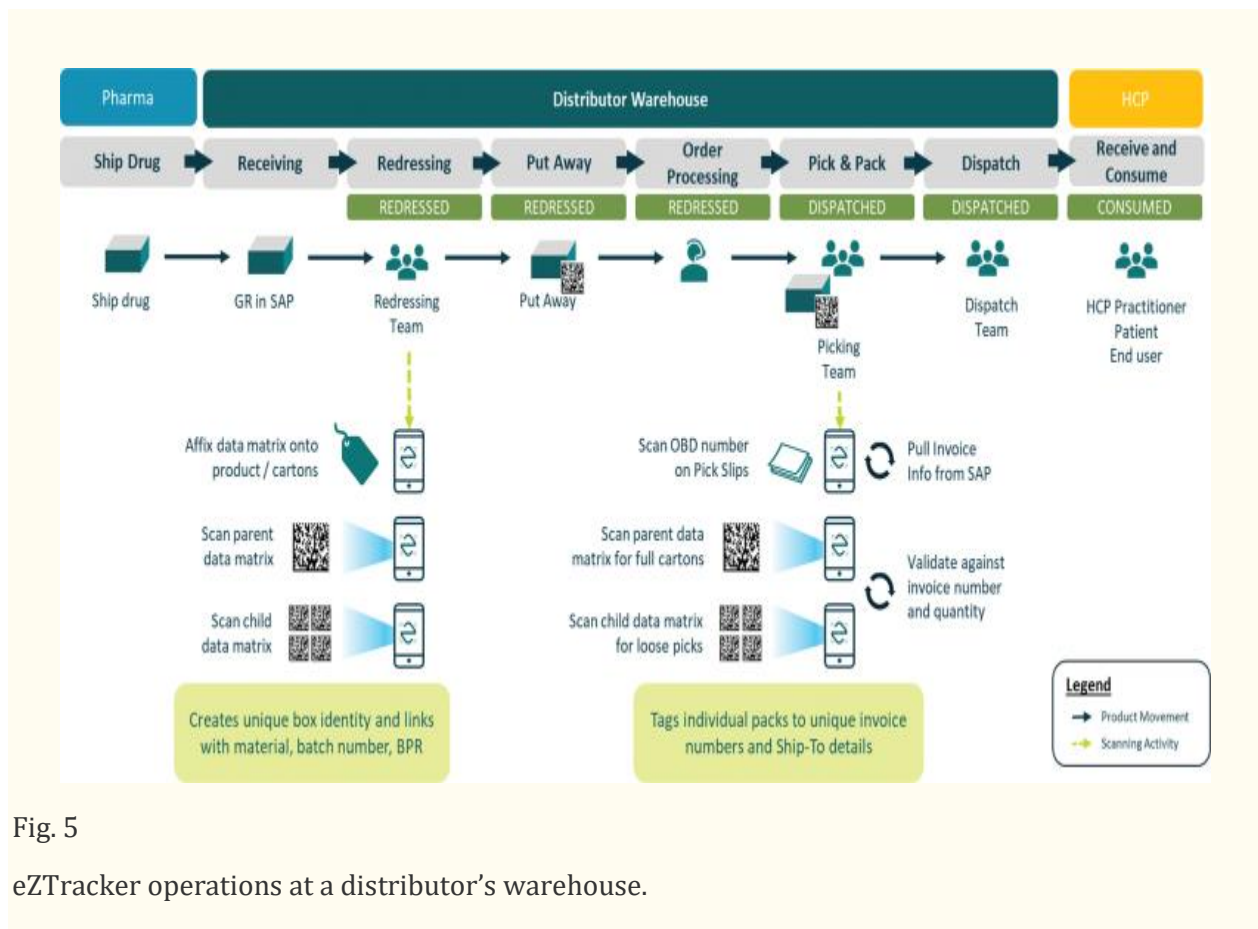 Pharma
Distributor Warehouse
HCP
Ship Drug
Receiving
Redressing
Put Away
Order
Processing
Pick & Pack
Dispatch
Receive and
Consume
REDRESSED
REDRESSED
REDRESSED
DISPATCHED
DISPATCHED
CONSUMED
Ship drug
GR in SAP
Redressing
Team
Put Away
Picking
Team
Dispatch
Team
HCP Practitioner
Patient
End user
Affix data matrix onto
product / cartons
Scan parent
data matrix
Scan child
data matrix
Creates unique box identity and links
with material, batch number, BPR
Scan OBD number
on Pick Slips
Pull Invoice
Info from SAP
Scan parent data
matrix for full cartons
Validate against
invoice number
and quantity
Scan child data matrix
for loose picks
Tags individual packs to unique invoice
numbers and Ship-To details
Legend
Product Movement
Scanning Activity
Fig. 5
eZTracker operations at a distributor’s warehouse.